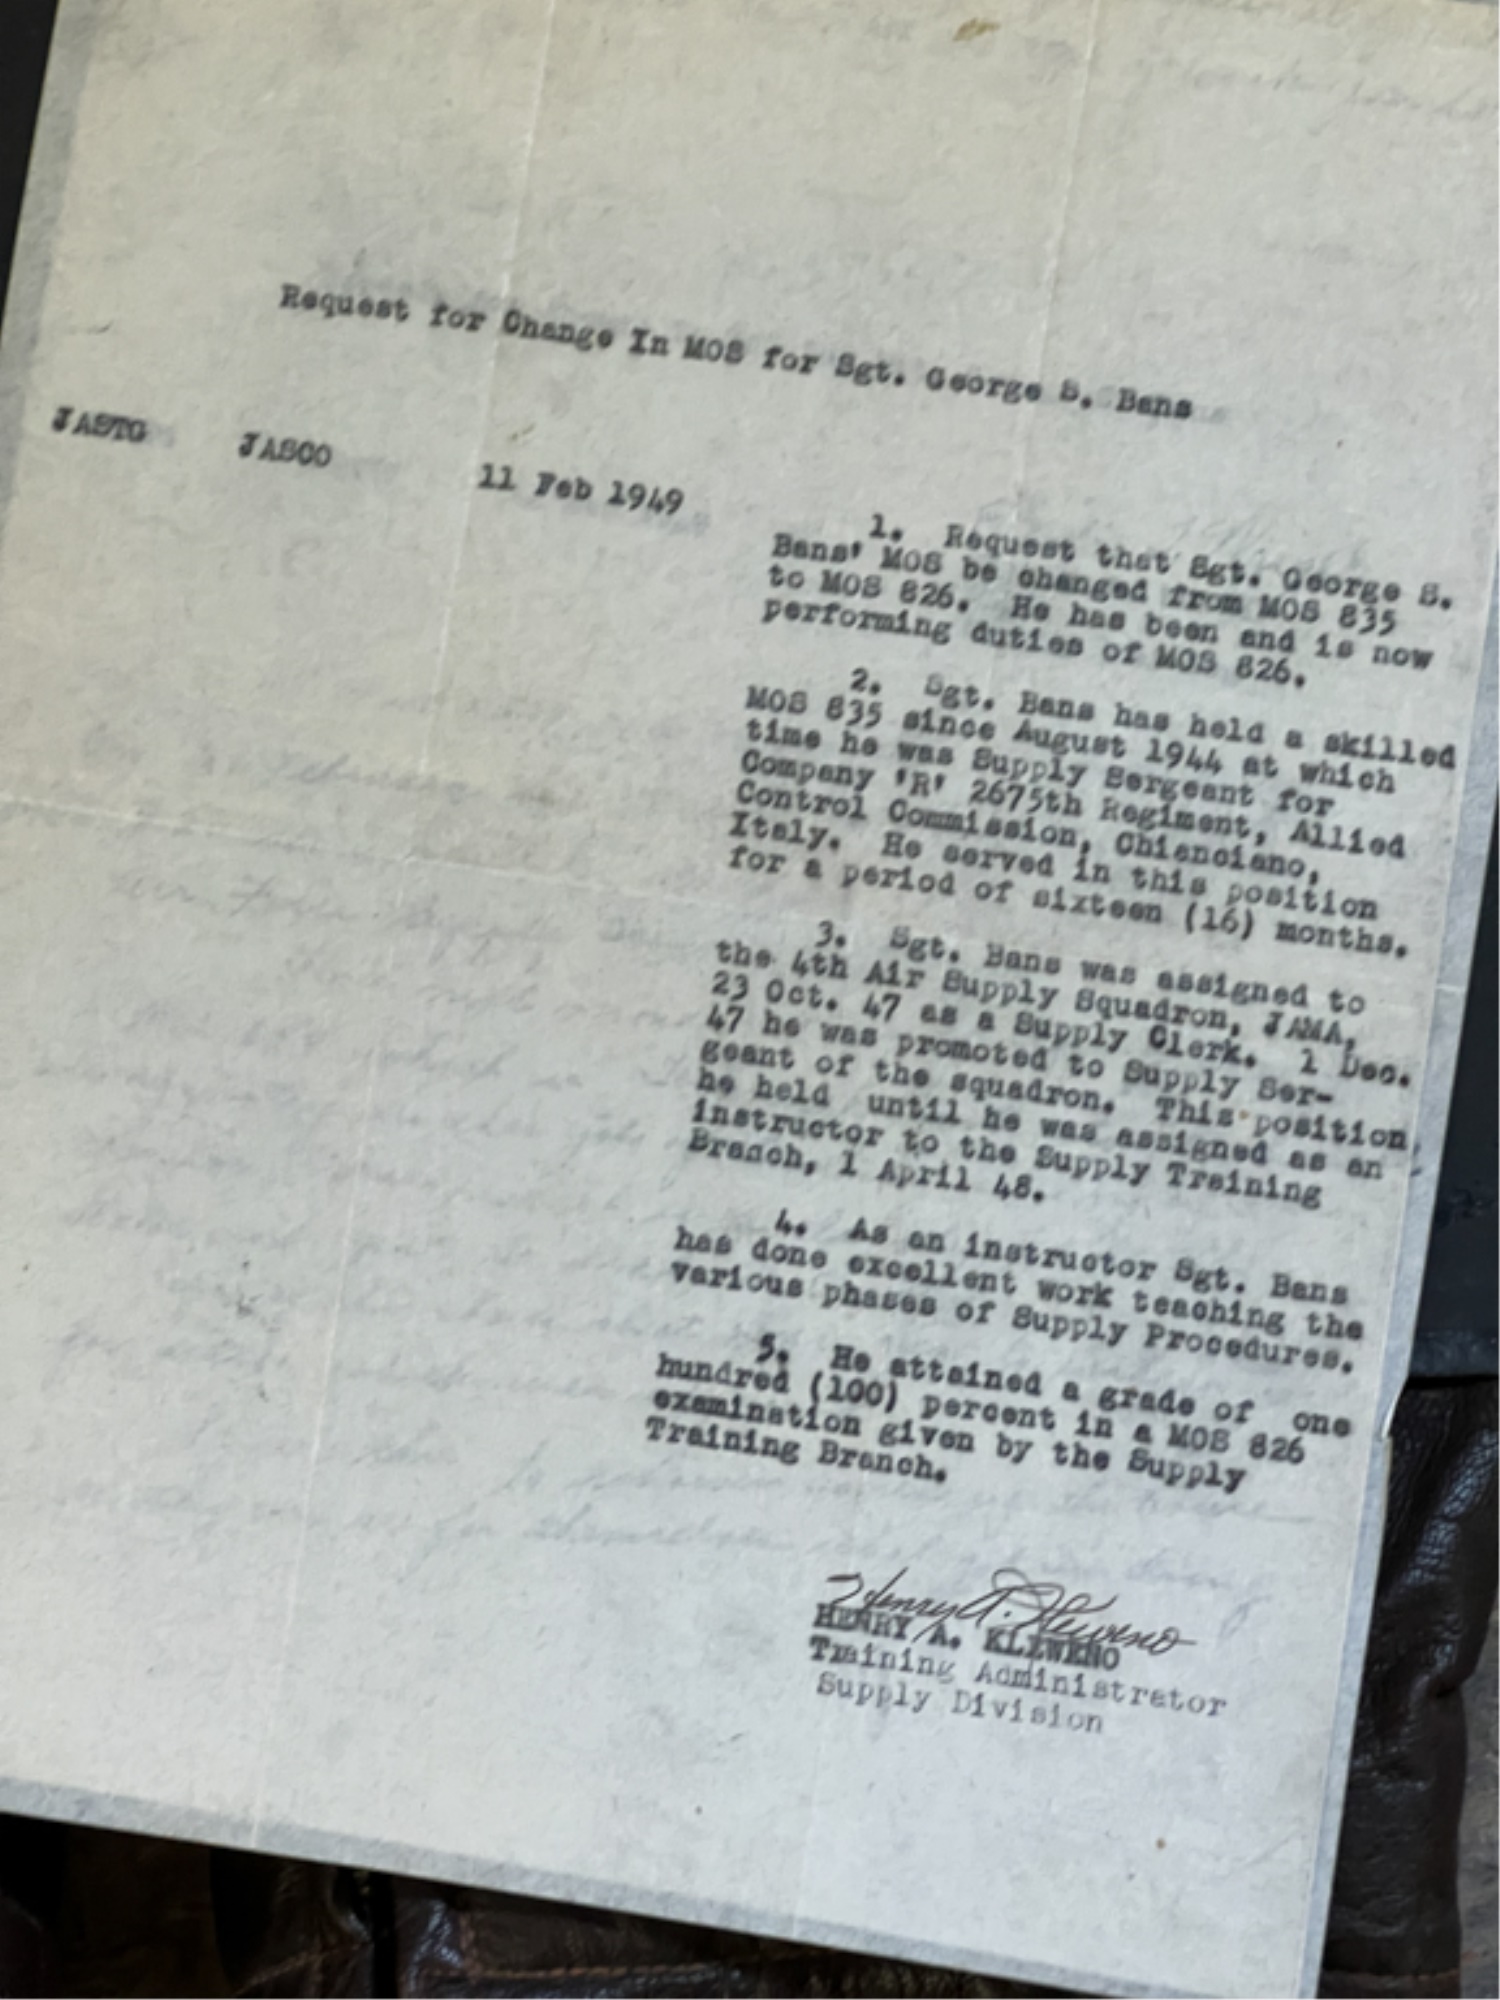 Request for Change In MOS for Sgt. George S. Bans
JASTG JASCO 11 Feb 1949
1. Request that Sgt. George S.
Bans' MOS be changed from MOS 835
to MOS 826. He has been and is now
performing duties of MOS 826.
2. Sgt. Bans has held a skilled
MOS 835 since August 1944 at which
time he was Supply Sergeant for
Company 'R' 2675th Regiment, Allied
Control Commission, Chianciano,
Italy. He served in this position
for a period of sixteen (16) months.
3. Sgt. Bans was assigned to
the 4th Air Supply Squadron, JAMA,
23 Oct. 47 as a Supply Clerk. 1 Dec.
47 he was promoted to Supply Ser-
geant of the squadron. This position,
he held until he was assigned as an
instructor to the Supply Training
Branch, 1 April 48.
4. As an instructor Sgt. Bans
has done excellent work teaching the
various phases of Supply Procedures.
5. He attained a grade of one
hundred (100) percent in a MOS 826
examination given by the Supply
Training Branch.
Henry A. Kleweno
HENRY A. KLEWENO
Training Administrator
Supply Division